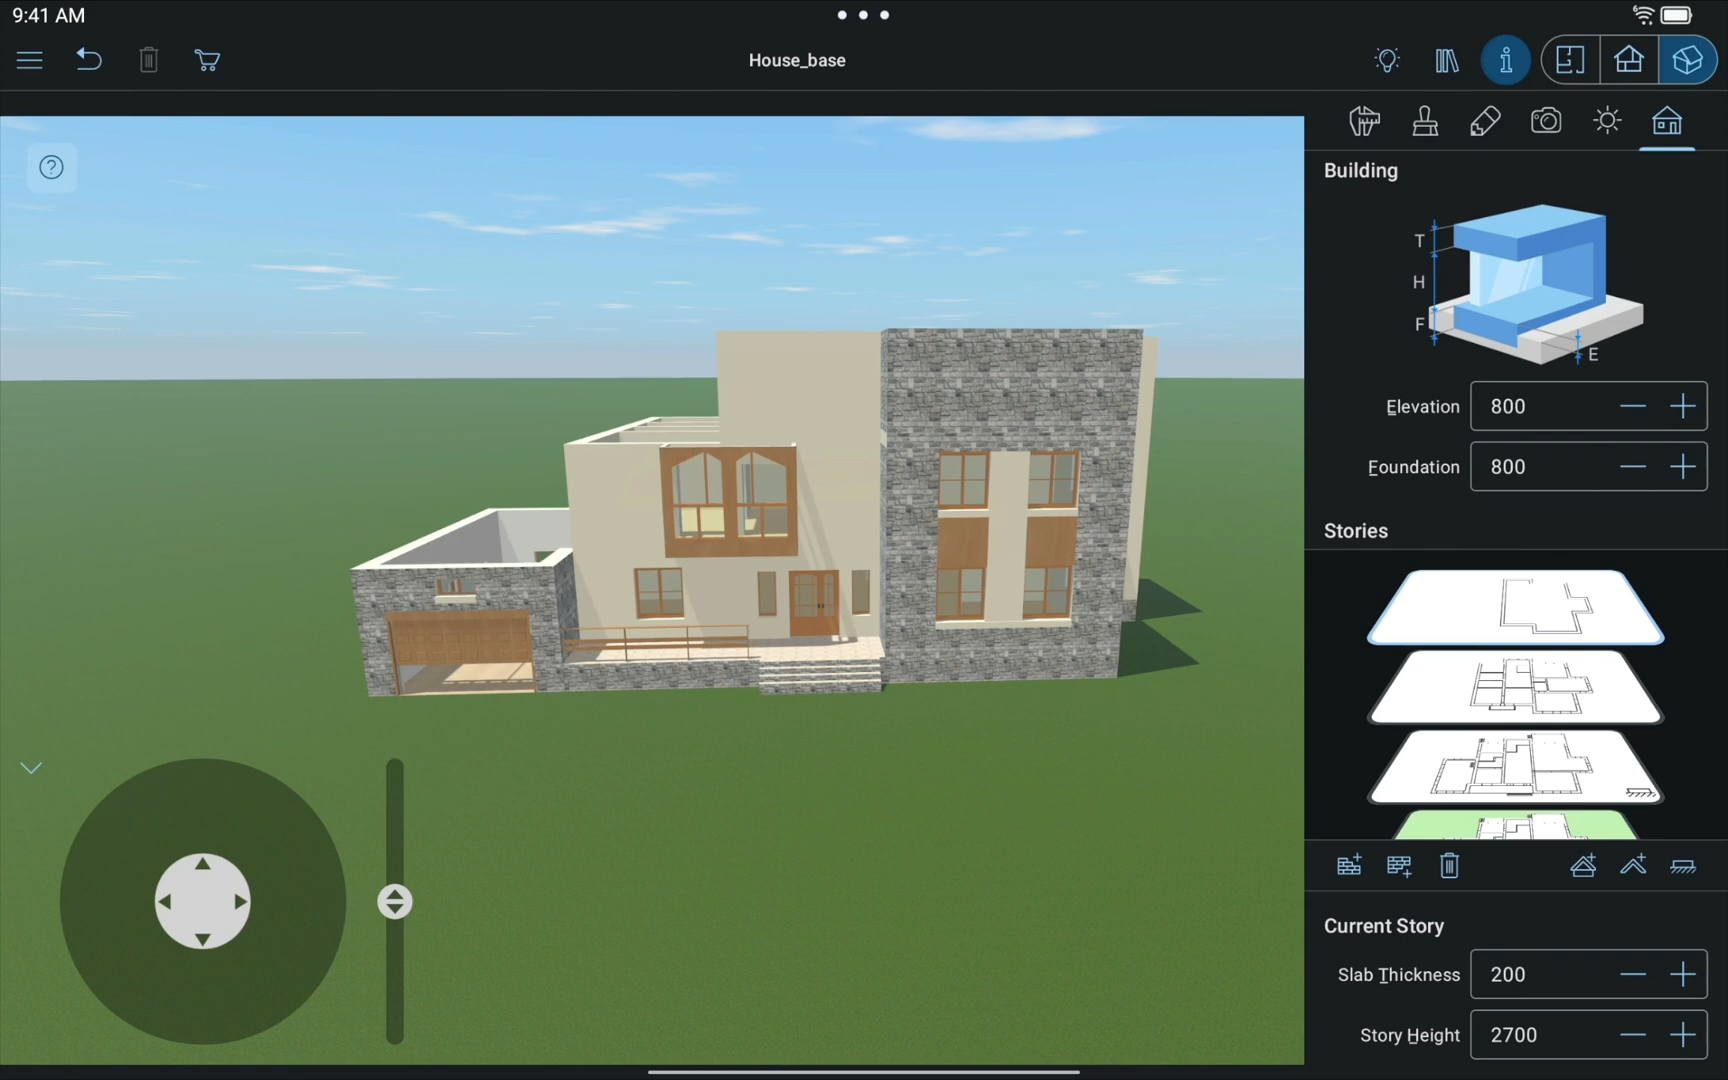 9:41 AM
House_base
Building
T
H
F
E
Elevation 800
Foundation 800
Stories
Current Story
Slab Thickness 200
Story Height 2700